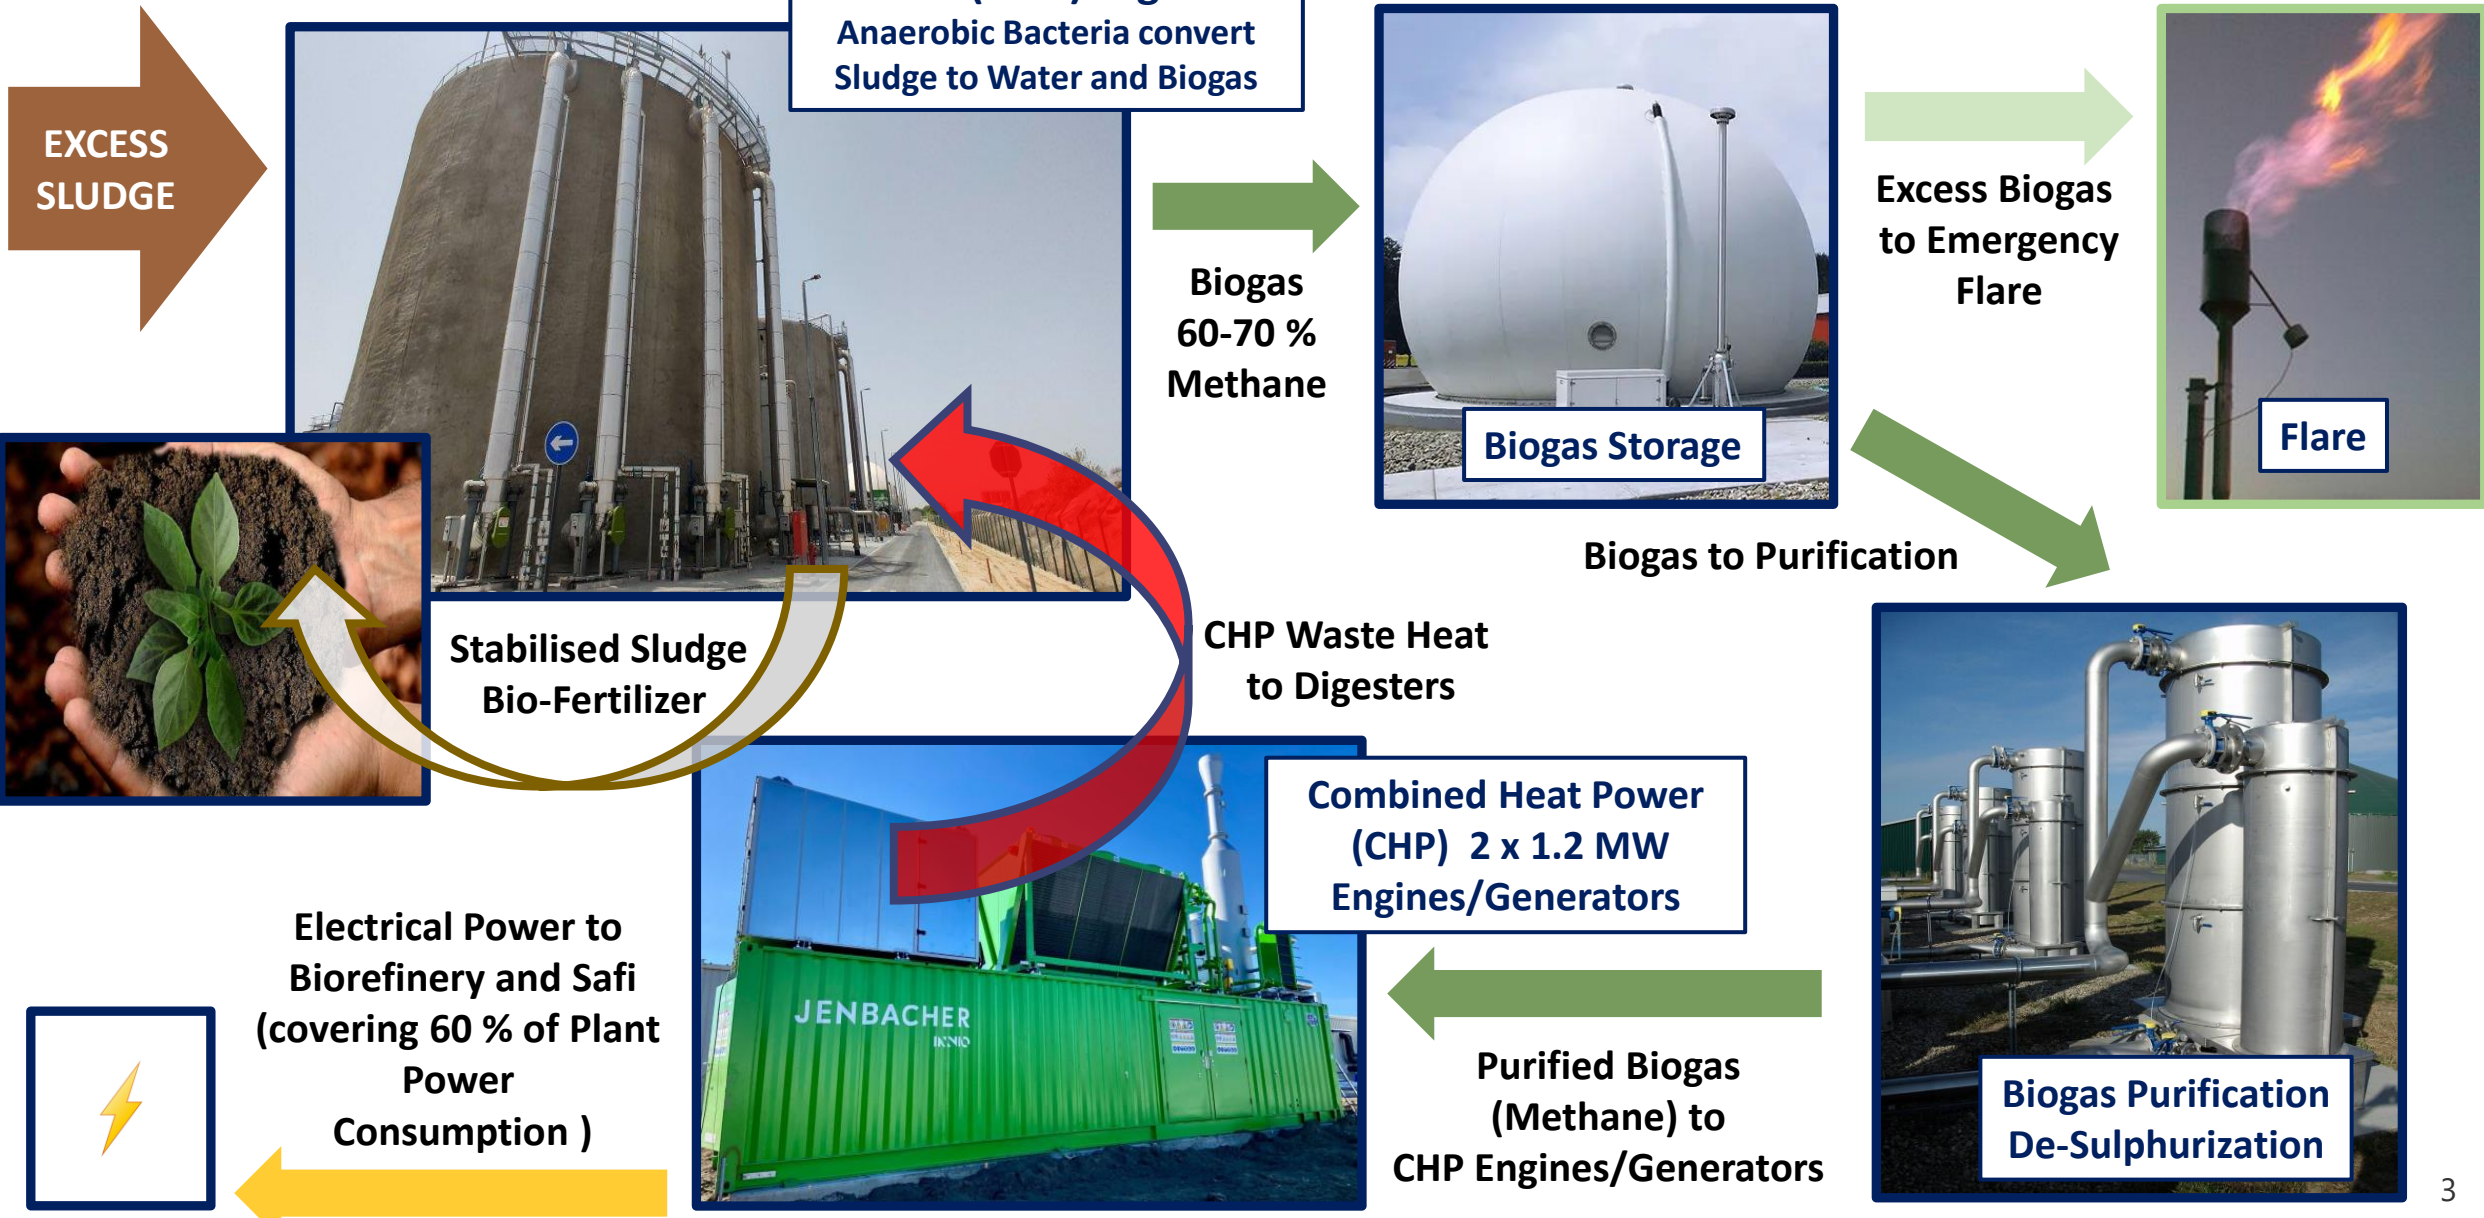 Anaerobic Bacteria convert
Sludge to Water and Biogas
EXCESS
SLUDGE
Biogas
60-70 %
Methane
Biogas Storage
Excess Biogas
to Emergency
Flare
Flare
Biogas to Purification
Stabilised Sludge
Bio-Fertilizer
CHP Waste Heat
to Digesters
Combined Heat Power
(CHP) 2 x 1.2 MW
Engines/Generators
JENBACHER
INNIO
Electrical Power to
Biorefinery and Safi
(covering 60 % of Plant
Power
Consumption )
Purified Biogas
(Methane) to
CHP Engines/Generators
Biogas Purification
De-Sulphurization
3